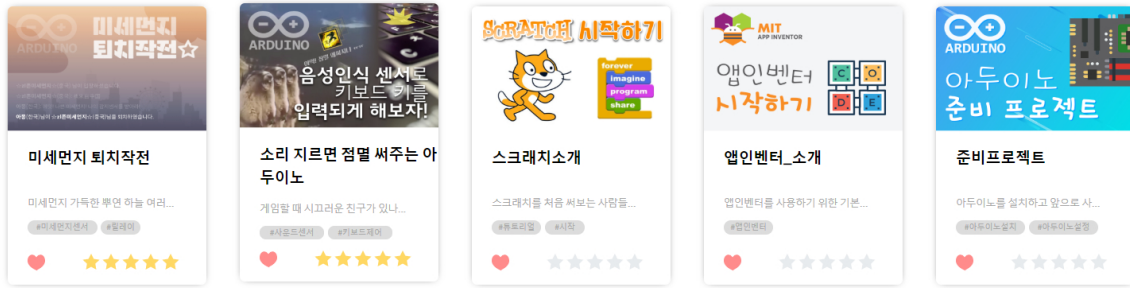 ARDUINO
미세먼지
퇴치작전☆
미세먼지 퇴치작전
미세먼지 가득한 뿌연 하늘 여러...
#미세먼지센서 #릴레이
ARDUINO
음성인식 센서로
키보드 키를
입력되게 해보자!
소리 지르면 점멸 써주는 아
두이노
게임할 때 시끄러운 친구가 있나...
#사운드센서 #키보드제어
SCRATCH 시작하기
forever
imagine
program
share
스크래치소개
스크래치를 처음 써보는 사람들...
#튜토리얼 #시작
MIT
APP INVENTOR
앱인벤터
시작하기
C O
D E
앱인벤터_소개
앱인벤터를 사용하기 위한 기본...
#앱인벤터
ARDUINO
아두이노
준비 프로젝트
준비프로젝트
아두이노를 설치하고 앞으로 사...
#아두이노설치 #아두이노설정